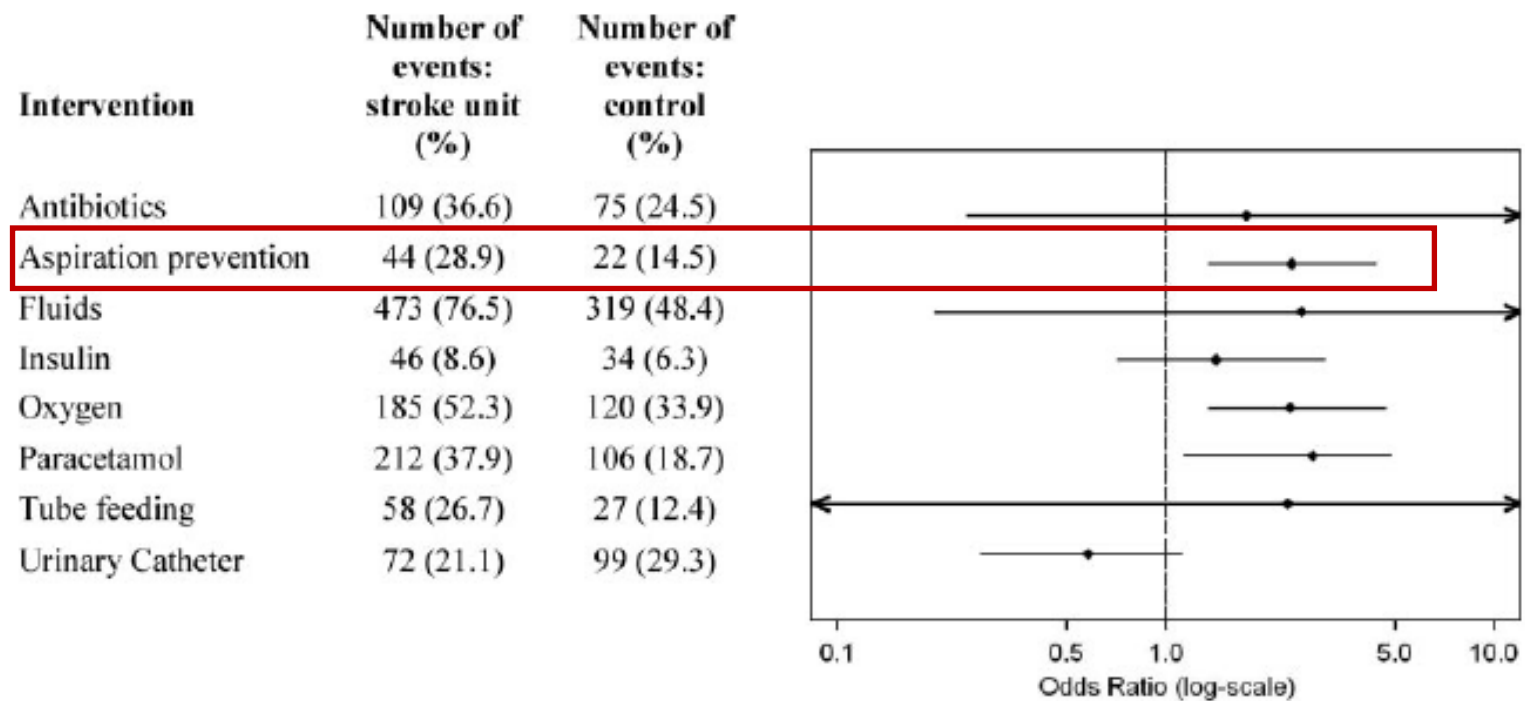 Intervention
Number of
events:
stroke unit
(%)
Number of
events:
control
(%)
Antibiotics 109 (36.6) 75 (24.5)
Aspiration prevention 44 (28.9) 22 (14.5)
Fluids 473 (76.5) 319 (48.4)
Insulin 46 (8.6) 34 (6.3)
Oxygen 185 (52.3) 120 (33.9)
Paracetamol 212 (37.9) 106 (18.7)
Tube feeding 58 (26.7) 27 (12.4)
Urinary Catheter 72 (21.1) 99 (29.3)
0.1 0.5 1.0 5.0 10.0
Odds Ratio (log-scale)